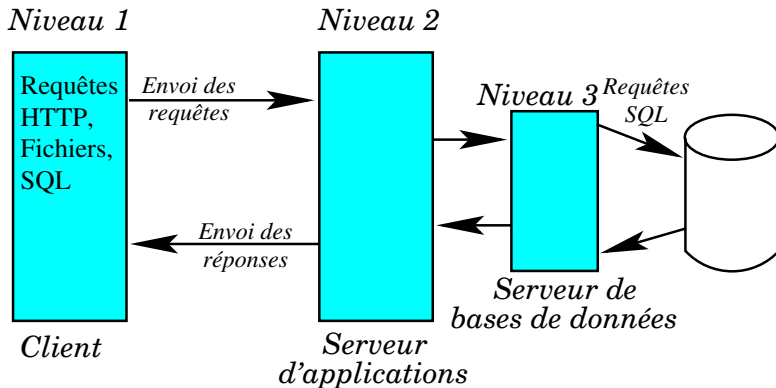 Niveau 1
Niveau 2
Requêtes
HTTP,
Fichiers,
SQL
Envoi des
requêtes
Niveau 3
Requêtes
SQL
Envoi des
réponses
Client
Serveur
d'applications
Serveur de
bases de données